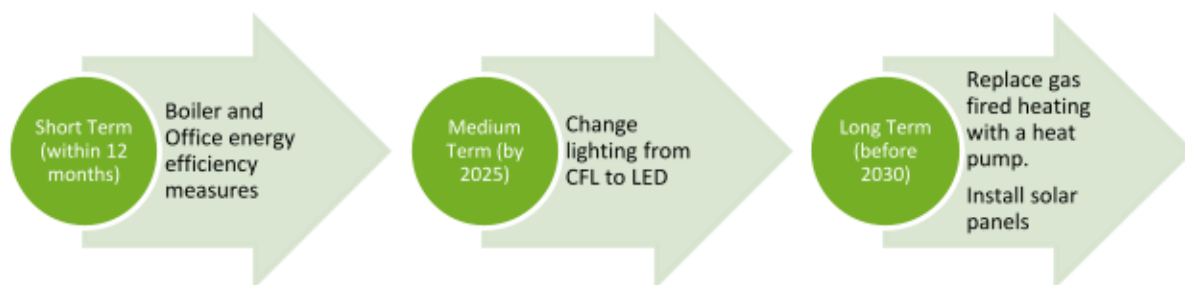 Short Term
(within 12
months)
Boiler and
Office energy
efficiency
measures
Medium
Term (by
2025)
Change
lighting from
CFL to LED
Long Term
(before
2030)
Replace gas
fired heating
with a heat
pump.
Install solar
panels